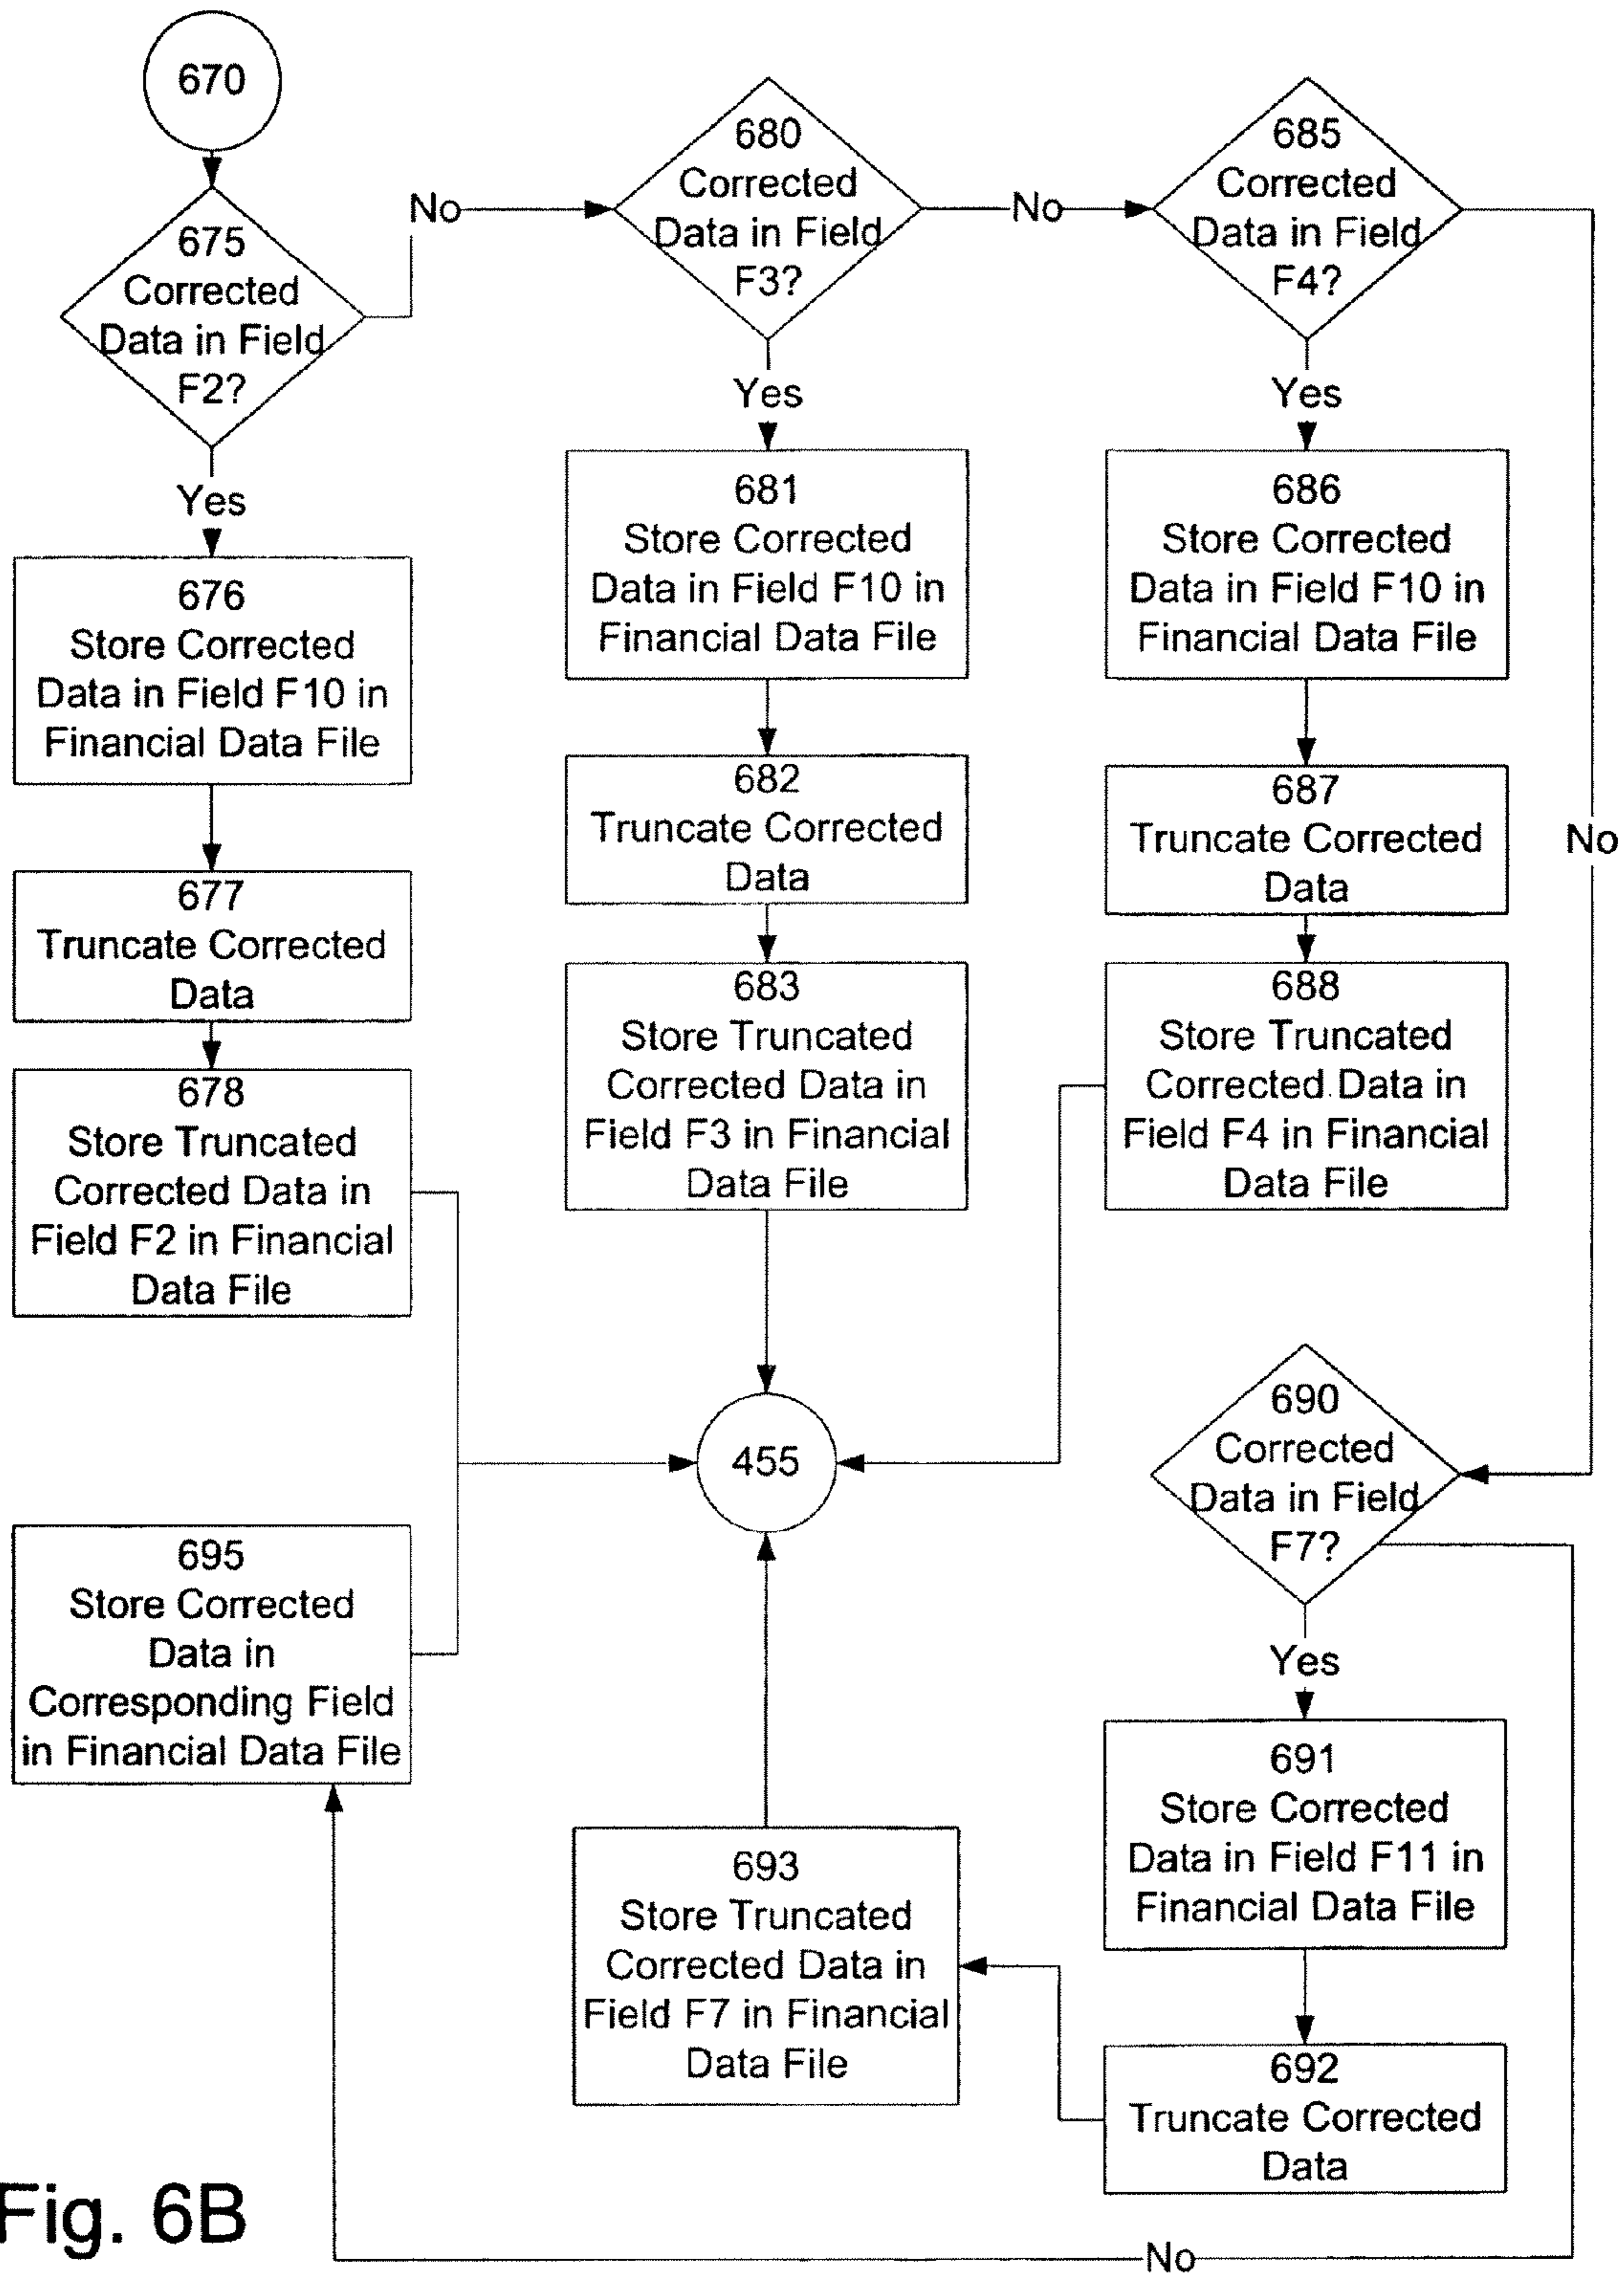 670
675
Corrected
Data in Field
F2?
No
680
Corrected
Data in Field
F3?
No
685
Corrected
Data in Field
F4?
No
Yes
676
Store Corrected
Data in Field F10 in
Financial Data File
677
Truncate Corrected
Data
678
Store Truncated
Corrected Data in
Field F2 in Financial
Data File
Yes
681
Store Corrected
Data in Field F10 in
Financial Data File
682
Truncate Corrected
Data
683
Store Truncated
Corrected Data in
Field F3 in Financial
Data File
Yes
686
Store Corrected
Data in Field F10 in
Financial Data File
687
Truncate Corrected
Data
688
Store Truncated
Corrected Data in
Field F4 in Financial
Data File
455
690
Corrected
Data in Field
F7?
Yes
691
Store Corrected
Data in Field F11 in
Financial Data File
692
Truncate Corrected
Data
693
Store Truncated
Corrected Data in
Field F7 in Financial
Data File
695
Store Corrected
Data in
Corresponding Field
in Financial Data File
No
Fig. 6B